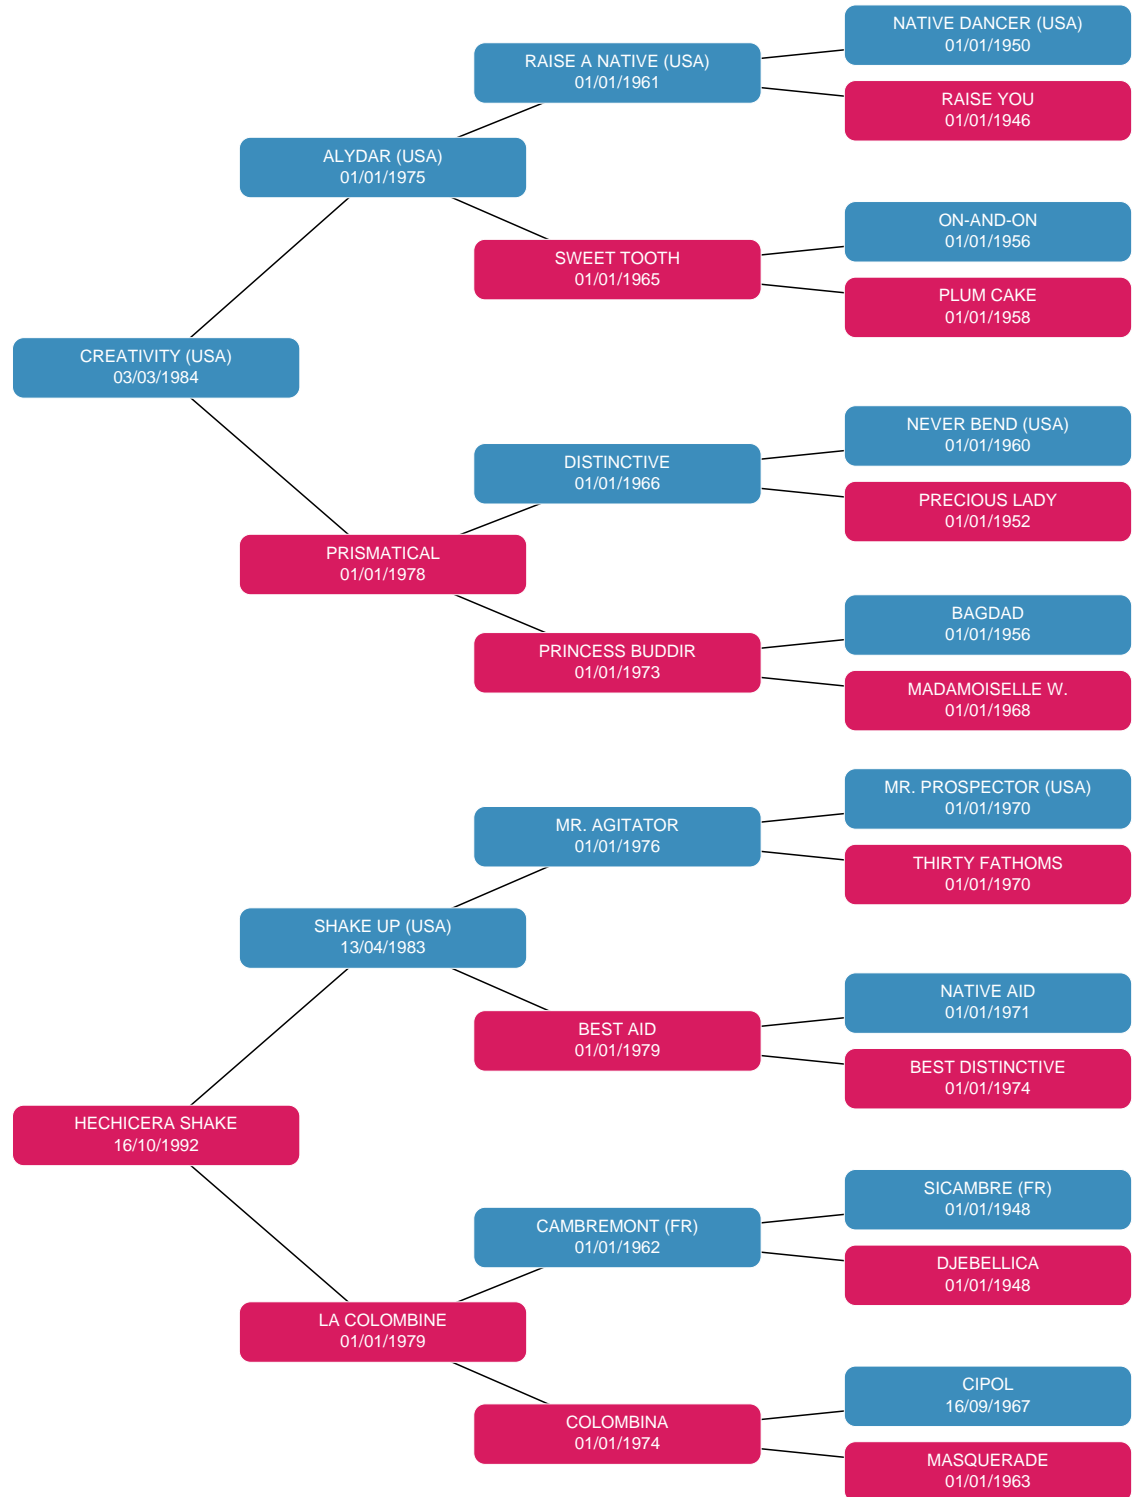 NATIVE DANCER (USA)
01/01/1950
RAISE A NATIVE (USA)
01/01/1961
RAISE YOU
01/01/1946
ALYDAR (USA)
01/01/1975
ON-AND-ON
01/01/1956
SWEET TOOTH
01/01/1965
PLUM CAKE
01/01/1958
CREATIVITY (USA)
03/03/1984
NEVER BEND (USA)
01/01/1960
DISTINCTIVE
01/01/1966
PRECIOUS LADY
01/01/1952
PRISMATICAL
01/01/1978
BAGDAD
01/01/1956
PRINCESS BUDDIR
01/01/1973
MADAMOISELLE W.
01/01/1968
MR. PROSPECTOR (USA)
01/01/1970
MR. AGITATOR
01/01/1976
THIRTY FATHOMS
01/01/1970
SHAKE UP (USA)
13/04/1983
NATIVE AID
01/01/1971
BEST AID
01/01/1979
BEST DISTINCTIVE
01/01/1974
HECHICERA SHAKE
16/10/1992
SICAMBRE (FR)
01/01/1948
CAMBREMONT (FR)
01/01/1962
DJEBELLICA
01/01/1948
LA COLOMBINE
01/01/1979
CIPOL
16/09/1967
COLOMBINA
01/01/1974
MASQUERADE
01/01/1963